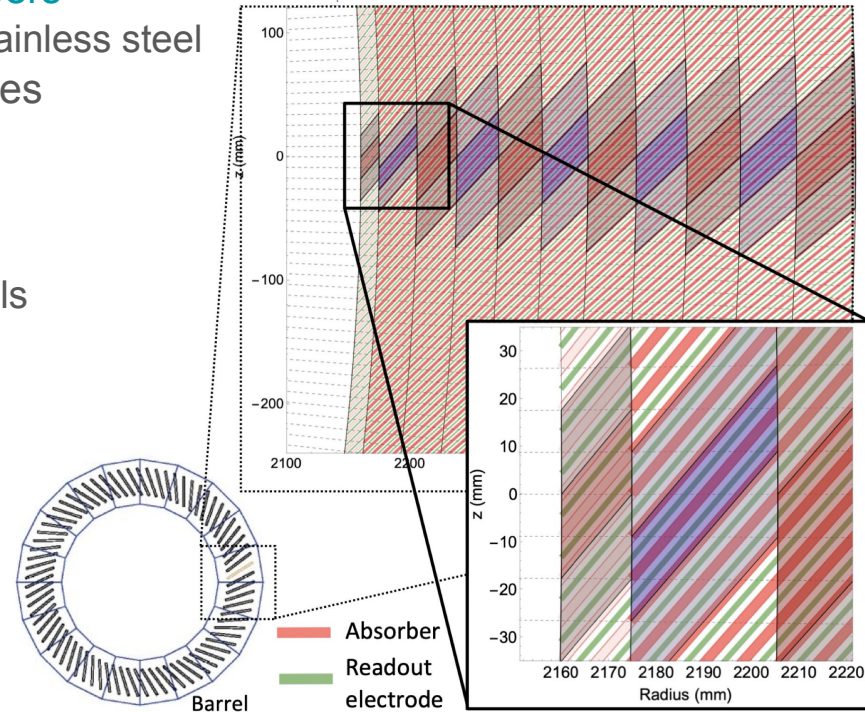 ainless steel
es
ls
100
0
−100
−200
z (mm)
2100
2200
30
20
10
0
−10
−20
−30
z (mm)
2160 2170 2180 2190 2200 2210 2220
Radius (mm)
Absorber
Readout
electrode
Barrel